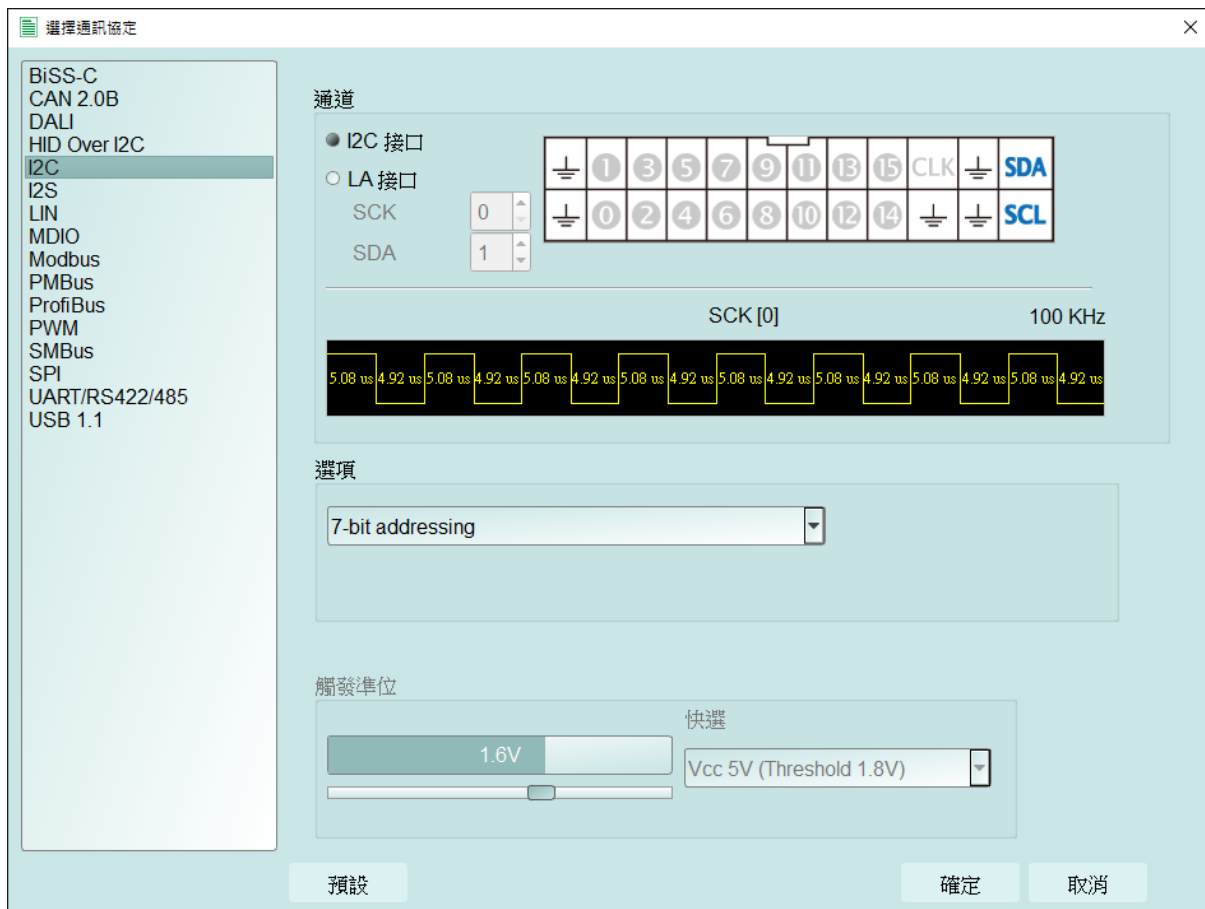 選擇通訊協定
BiSS-C
CAN 2.0B
DALI
HID Over I2C
I2C
I2S
LIN
MDIO
Modbus
PMBus
ProfiBus
PWM
SMBus
SPI
UART/RS422/485
USB 1.1
通道
I2C 接口
LA 接口
SCK 0
SDA 1
1 3 5 7 9 11 13 15 CLK SDA
0 2 4 6 8 10 12 14 SCL
SCK [0] 100 KHz
5.08 us 4.92 us 5.08 us 4.92 us 5.08 us 4.92 us 5.08 us 4.92 us 5.08 us 4.92 us 5.08 us 4.92 us 5.08 us 4.92 us 5.08 us 4.92 us
選項
7-bit addressing
觸發準位
快選
1.6V
Vcc 5V (Threshold 1.8V)
預設 確定 取消